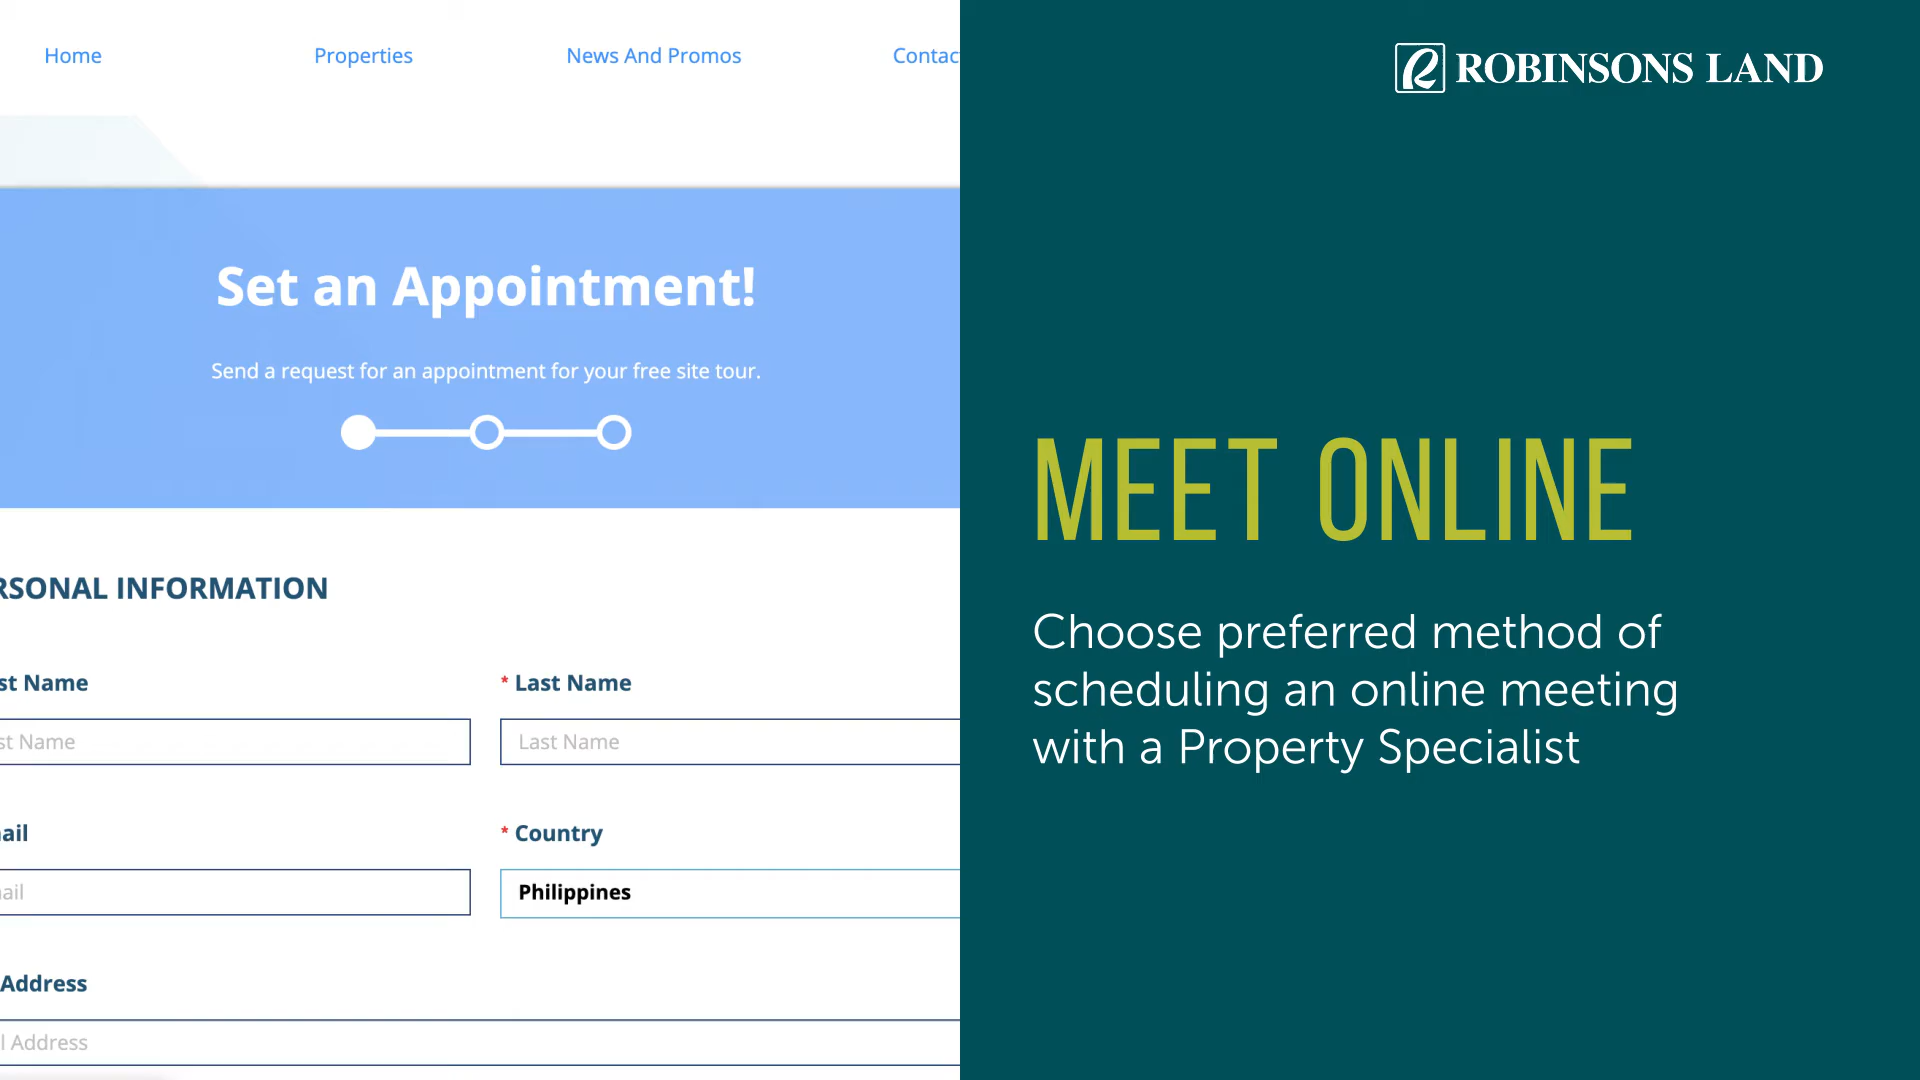 Home
Properties
News And Promos
Contac
ROBINSONS LAND
Set an Appointment!
Send a request for an appointment for your free site tour.
RSONAL INFORMATION
st Name
* Last Name
st Name
Last Name
ail
* Country
ail
Philippines
Address
l Address
MEET ONLINE
Choose preferred method of
scheduling an online meeting
with a Property Specialist